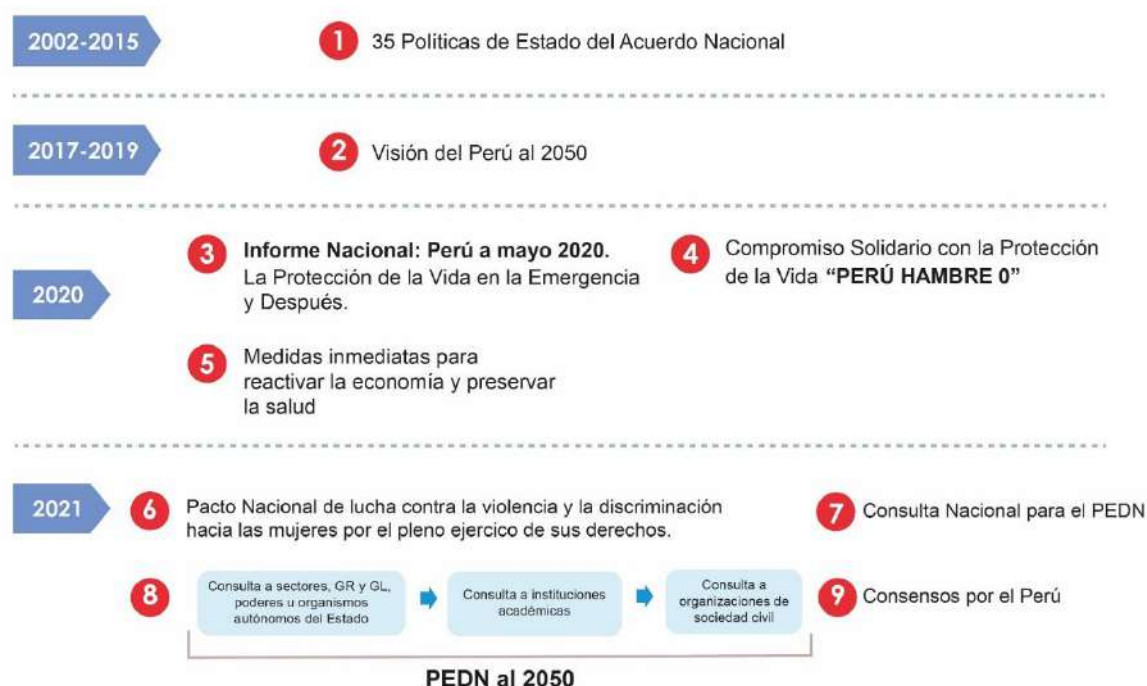 2002-2015
1
35 Políticas de Estado del Acuerdo Nacional
2017-2019
2
Visión del Perú al 2050
2020
3
Informe Nacional: Perú a mayo 2020.
La Protección de la Vida en la Emergencia
y Después.
4
Compromiso Solidario con la Protección
de la Vida “PERÚ HAMBRE 0”
5
Medidas inmediatas para
reactivar la economía y preservar
la salud
2021
6
Pacto Nacional de lucha contra la violencia y la discriminación
hacia las mujeres por el pleno ejercico de sus derechos.
7
Consulta Nacional para el PEDN
8
Consulta a sectores, GR y GL,
poderes u organismos
autónomos del Estado
Consulta a instituciones
académicas
Consulta a
organizaciones de
sociedad civil
9
Consensos por el Perú
PEDN al 2050